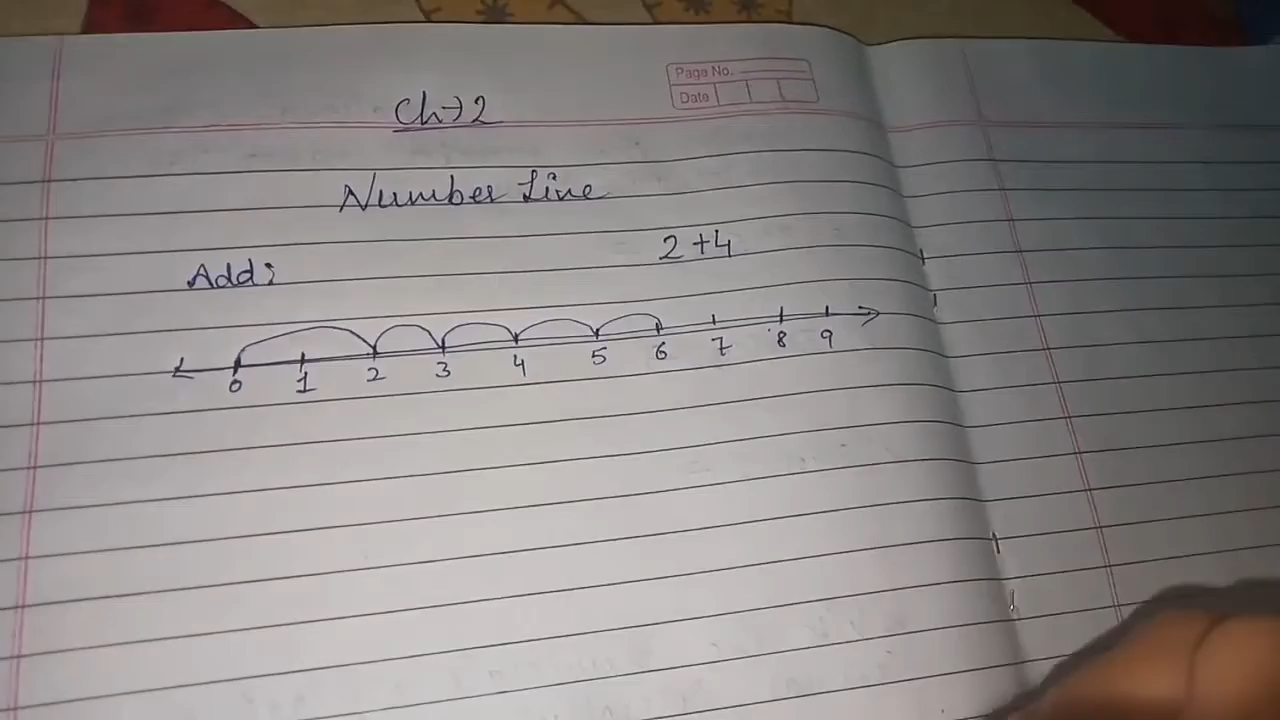 Page No.
Date
Ch→2
Number Line
2+4
Add:
0 1 2 3 4 5 6 7 8 9